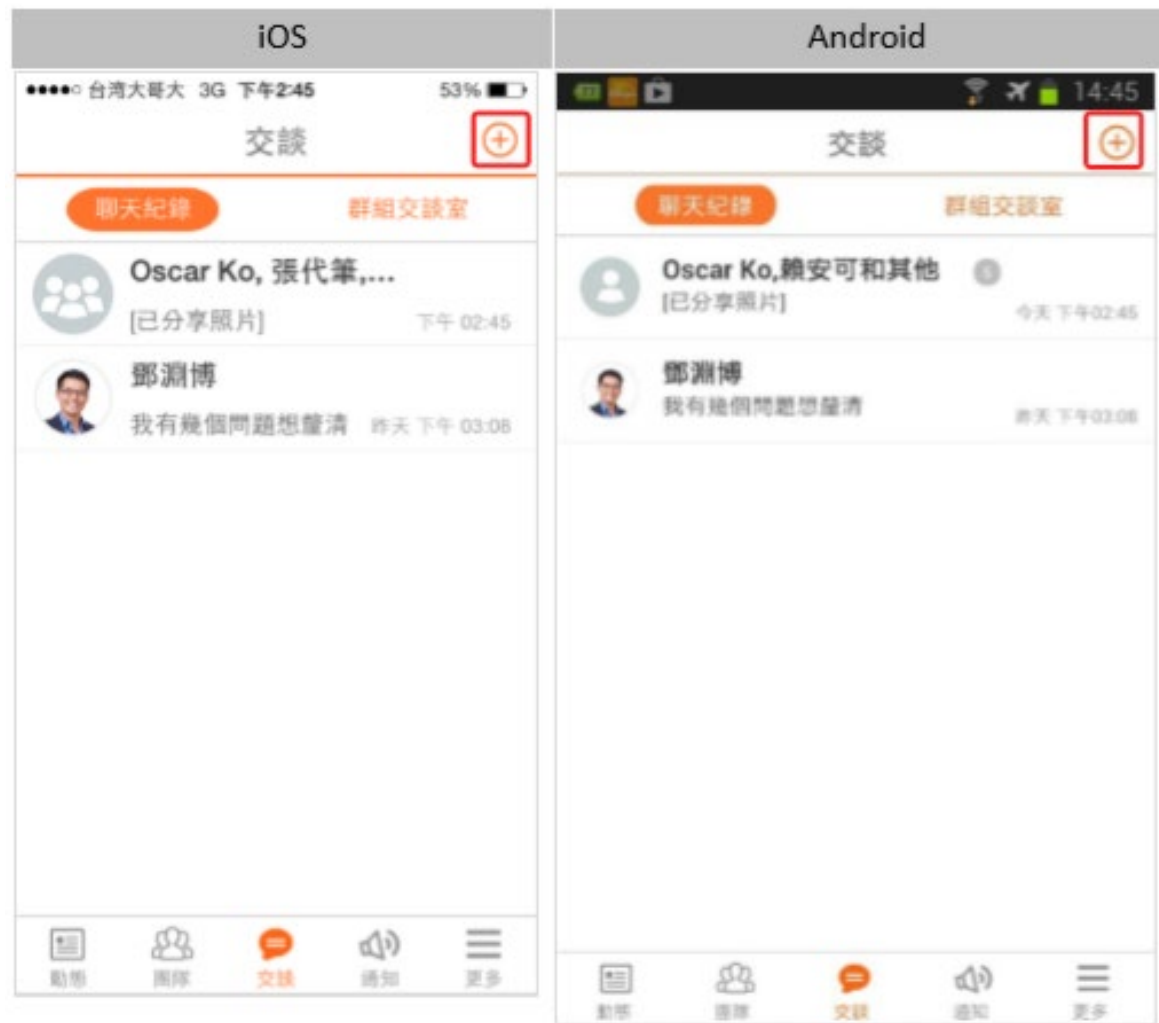 iOS
Android
台湾大哥大 3G 下午2:45 53%
14:45
交談
交談
聊天紀錄 群組交談室
聊天紀錄 群組交談室
Oscar Ko, 張代筆,...
[已分享照片] 下午 02:45
鄧淵博
我有幾個問題想釐清 昨天 下午 03:08
Oscar Ko,賴安可和其他
[已分享照片] 今天 下午02:45
鄧淵博
我有幾個問題想釐清 昨天 下午03:08
動態 團隊 交談 通知 更多
動態 團隊 交談 通知 更多